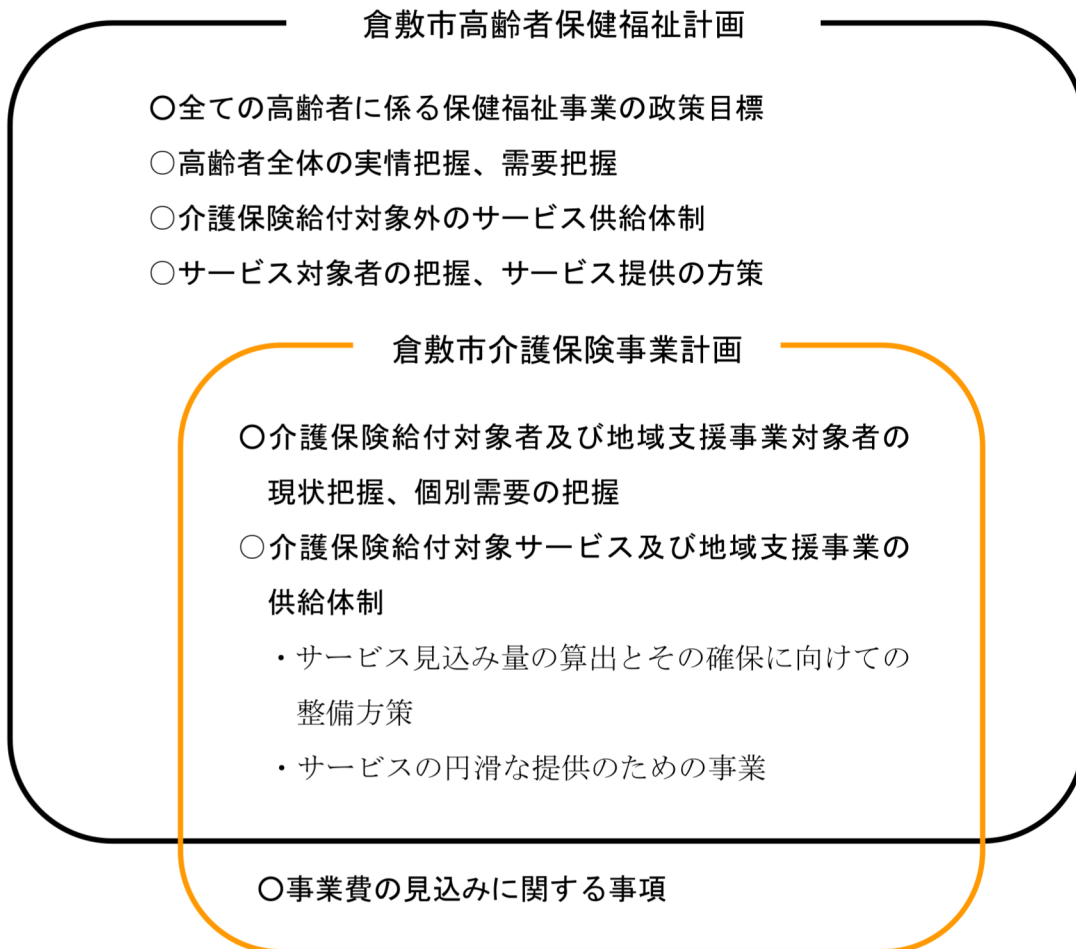 倉敷市高齢者保健福祉計画
〇全ての高齢者に係る保健福祉事業の政策目標
○高齢者全体の実情把握、需要把握
○介護保険給付対象外のサービス供給体制
○サービス対象者の把握、サービス提供の方策
倉敷市介護保険事業計画
〇介護保険給付対象者及び地域支援事業対象者の
現状把握、個別需要の把握
○介護保険給付対象サービス及び地域支援事業の
供給体制
・サービス見込み量の算出とその確保に向けての
整備方策
・サービスの円滑な提供のための事業
〇事業費の見込みに関する事項